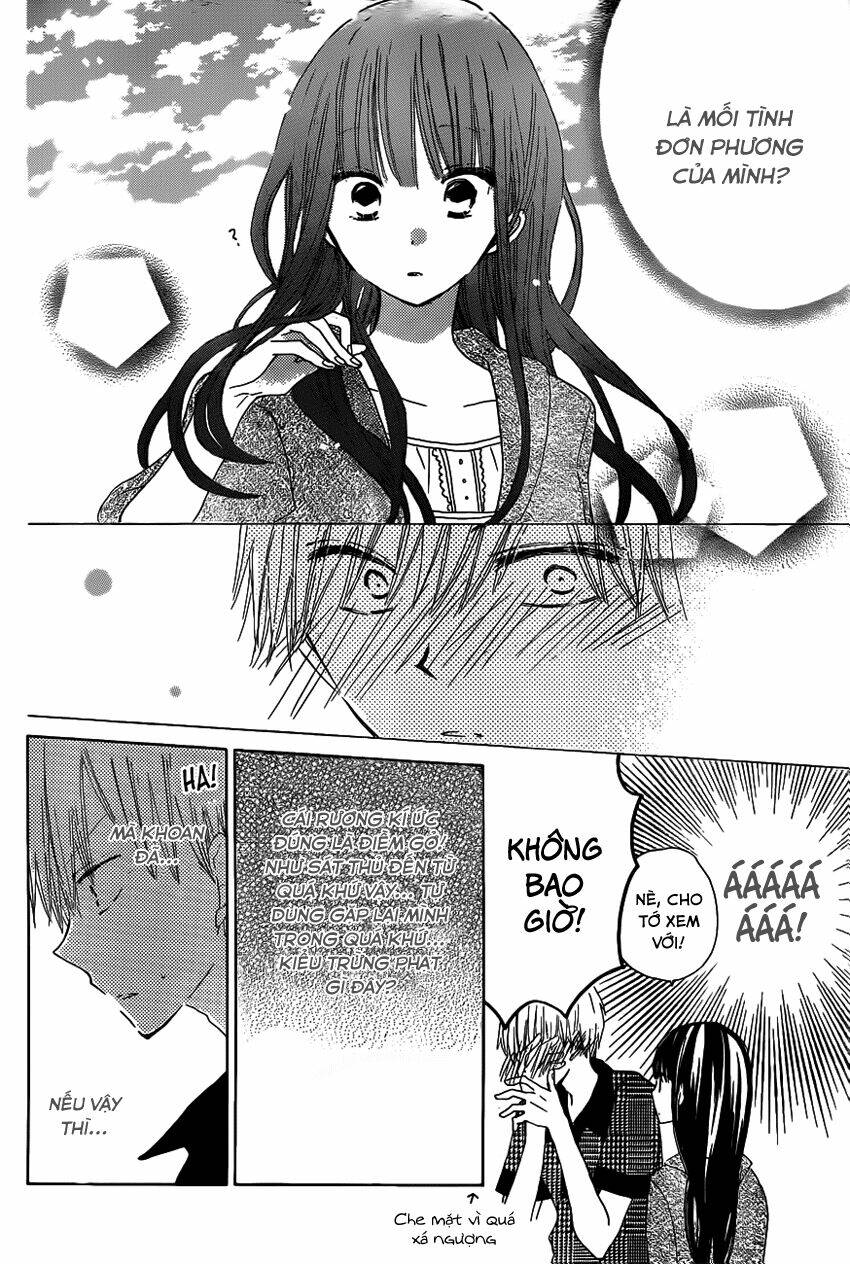 LÀ MỐI TÌNH
ĐƠN PHƯƠNG
CỦA MÌNH?
?
ÁÁÁÁÁ
ÁÁÁ!
NÈ, CHO
TỚ XEM
VỚI!
KHÔNG
BAO
GIỜ!
Che mặt vì quá
xá ngượng
CÁI RƯƠNG KÍ ỨC
ĐÚNG LÀ ĐIỀM GỞ!
NHƯ SÁT THỦ ĐẾN TỪ
QUÁ KHỨ VẬY... TỰ
DUNG GẶP LẠI MÌNH
TRONG QUÁ KHỨ...
KIỂU TRỪNG PHẠT
GÌ ĐÂY?
HA!
MÀ KHOAN
ĐÃ...
NẾU VẬY
THÌ...